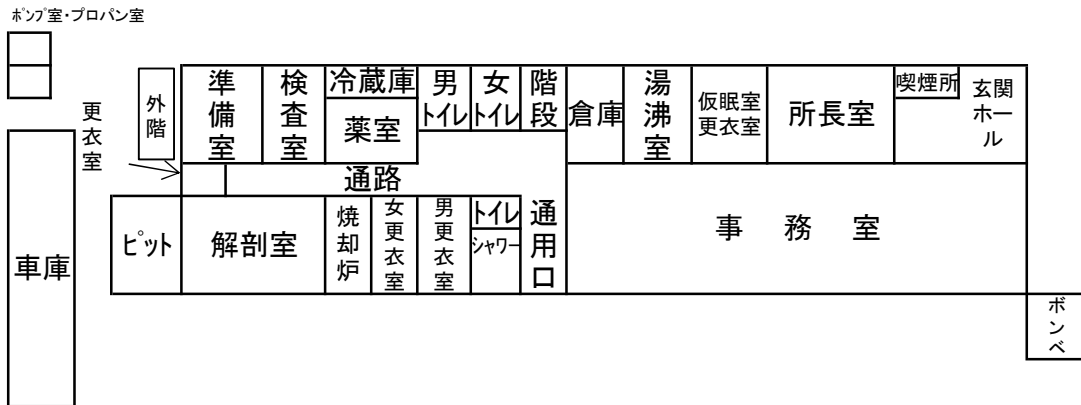 ﾎﾟﾝﾌﾟ室・プロパン室
更衣室
外階
準備室
検査室
冷蔵庫
薬室
男トイレ
女トイレ
階段
倉庫
湯沸室
仮眠室
更衣室
所長室
喫煙所
玄関ホール
通路
ピット
解剖室
焼却炉
女更衣室
男更衣室
トイレ
シャワー
通用口
事務室
車庫
ボンベ